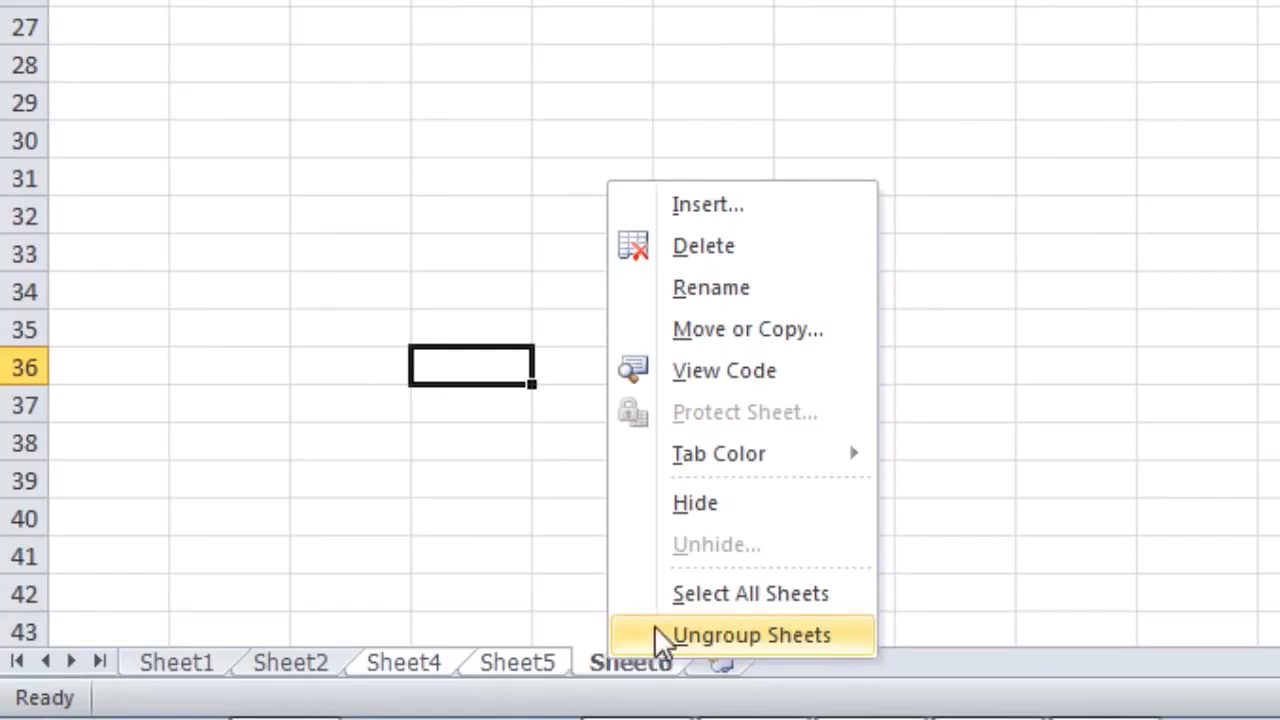 27
28
29
30
31
Insert...
32
Delete
33
Rename
34
Move or Copy...
35
View Code
36
Protect Sheet...
37
38
Tab Color
39
Hide
40
Unhide...
41
Select All Sheets
42
Ungroup Sheets
43
Sheet1 Sheet2 Sheet4 Sheet5 Sheet6
Ready